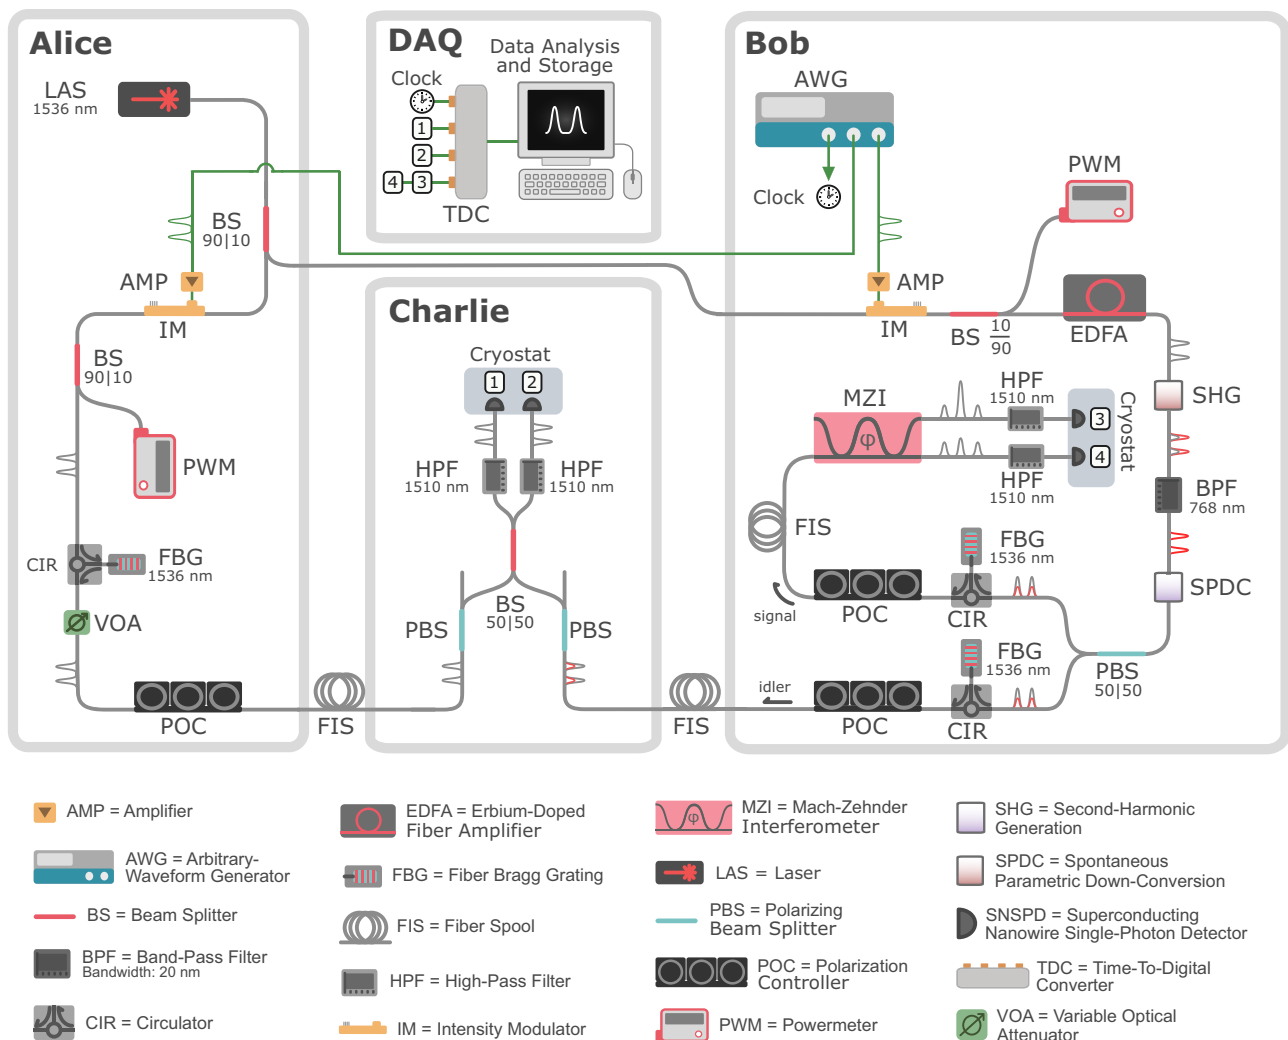 Alice
LAS
1536 nm
BS
90|10
AMP
IM
BS
90|10
PWM
CIR
FBG
1536 nm
VOA
POC
FIS
DAQ
Data Analysis
and Storage
Clock
1
2
4
3
TDC
Charlie
Cryostat
1
2
HPF
1510 nm
HPF
1510 nm
BS
50|50
PBS
PBS
FIS
Bob
AWG
Clock
PWM
AMP
IM
BS
10
90
EDFA
SHG
BPF
768 nm
SPDC
PBS
50|50
MZI
φ
HPF
1510 nm
HPF
1510 nm
3
4
Cryostat
FIS
signal
POC
FBG
1536 nm
CIR
idler
POC
FBG
1536 nm
CIR
AMP = Amplifier
AWG = Arbitrary-
Waveform Generator
BS = Beam Splitter
BPF = Band-Pass Filter
Bandwidth: 20 nm
CIR = Circulator
EDFA = Erbium-Doped
Fiber Amplifier
FBG = Fiber Bragg Grating
FIS = Fiber Spool
HPF = High-Pass Filter
IM = Intensity Modulator
φ
MZI = Mach-Zehnder
Interferometer
LAS = Laser
PBS = Polarizing
Beam Splitter
POC = Polarization
Controller
PWM = Powermeter
SHG = Second-Harmonic
Generation
SPDC = Spontaneous
Parametric Down-Conversion
SNSPD = Superconducting
Nanowire Single-Photon Detector
TDC = Time-To-Digital
Converter
VOA = Variable Optical
Attenuator